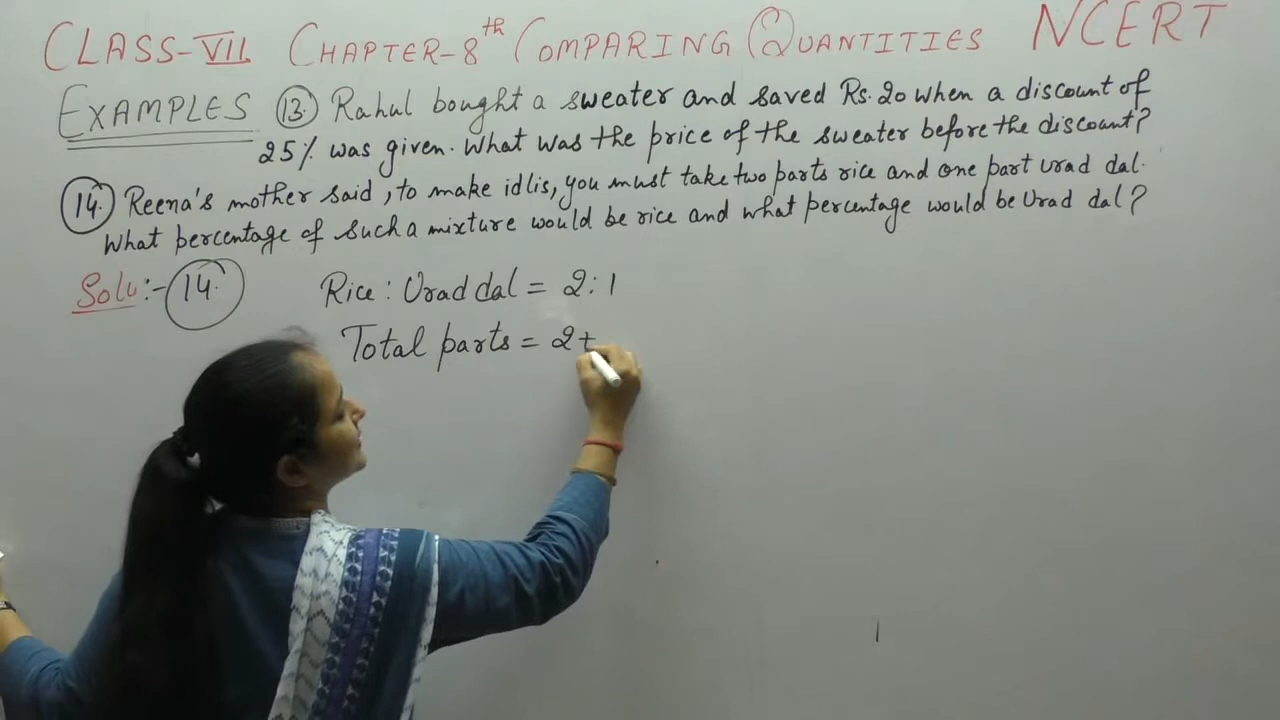 CLASS-VII CHAPTER-8th COMPARING QUANTITIES NCERT
EXAMPLES 13. Rahul bought a sweater and saved Rs. 20 when a discount of
25% was given. What was the price of the sweater before the discount?
14. Reena's mother said, to make idlis, you must take two parts rice and one part urad dal.
What percentage of such a mixture would be rice and what percentage would be Urad dal?
Solu:- 14. Rice : Urad dal = 2:1
Total parts = 2+